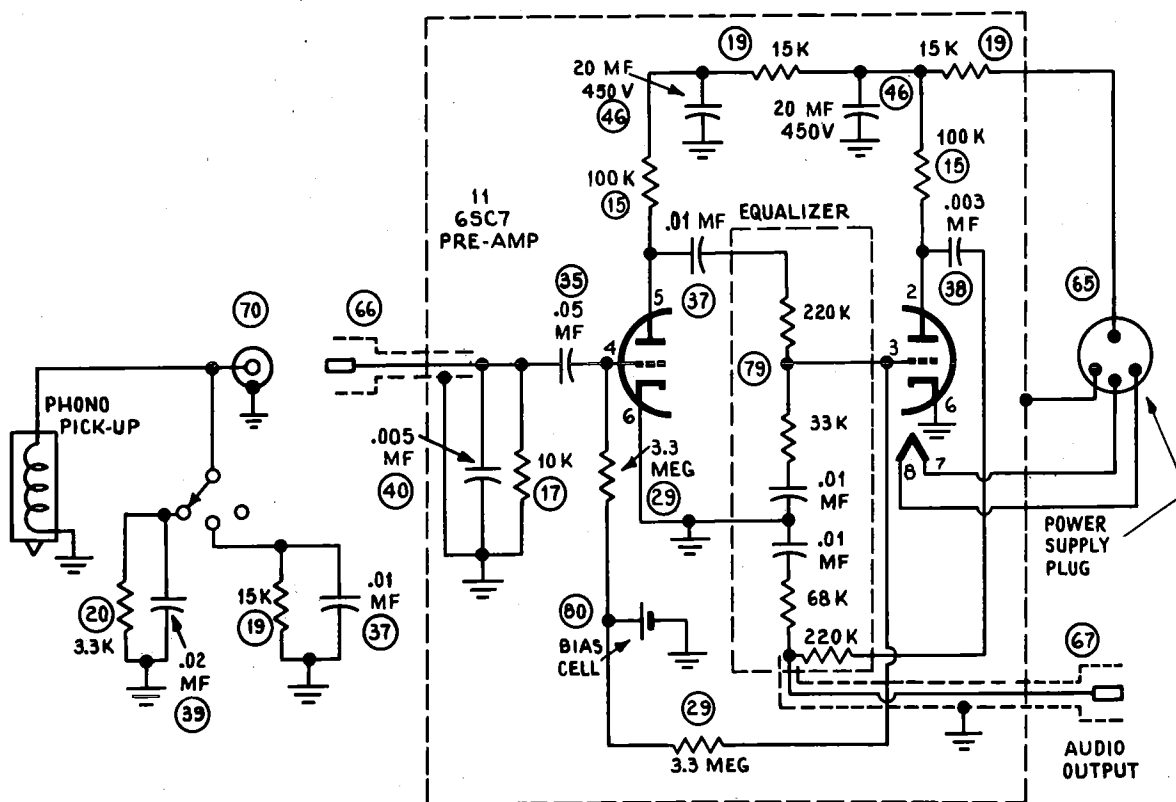 19
15K
15K
19
20 MF
450V
46
20 MF
450V
46
100K
15
100K
15
11
6SC7
PRE-AMP
.01 MF
37
EQUALIZER
.003
MF
38
65
35
.05
MF
66
70
4
5
6
220K
79
2
3
6
PHONO
PICK-UP
.005
MF
40
10K
17
3.3
MEG
29
33K
.01
MF
.01
MF
68K
220K
8
7
POWER
SUPPLY
PLUG
20
3.3K
.02
MF
39
15K
19
.01
MF
37
80
BIAS
CELL
67
29
3.3 MEG
AUDIO
OUTPUT